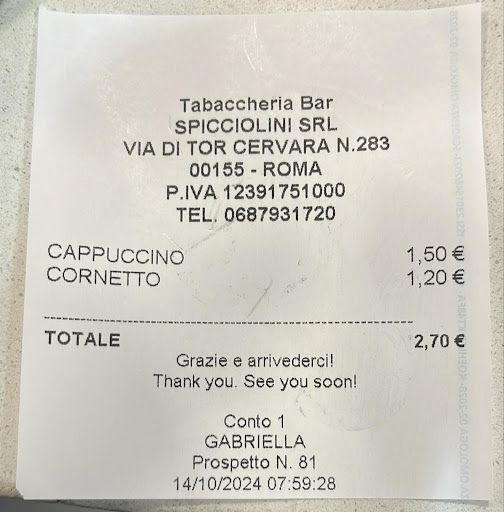 Tabaccheria Bar
SPICCIOLINI SRL
VIA DI TOR CERVARA N.283
00155 - ROMA
P.IVA 12391751000
TEL. 0687931720
CAPPUCCINO 1,50 €
CORNETTO 1,20 €
TOTALE 2,70 €
Grazie e arrivederci!
Thank you. See you soon!
Conto 1
GABRIELLA
Prospetto N. 81
14/10/2024 07:59:28